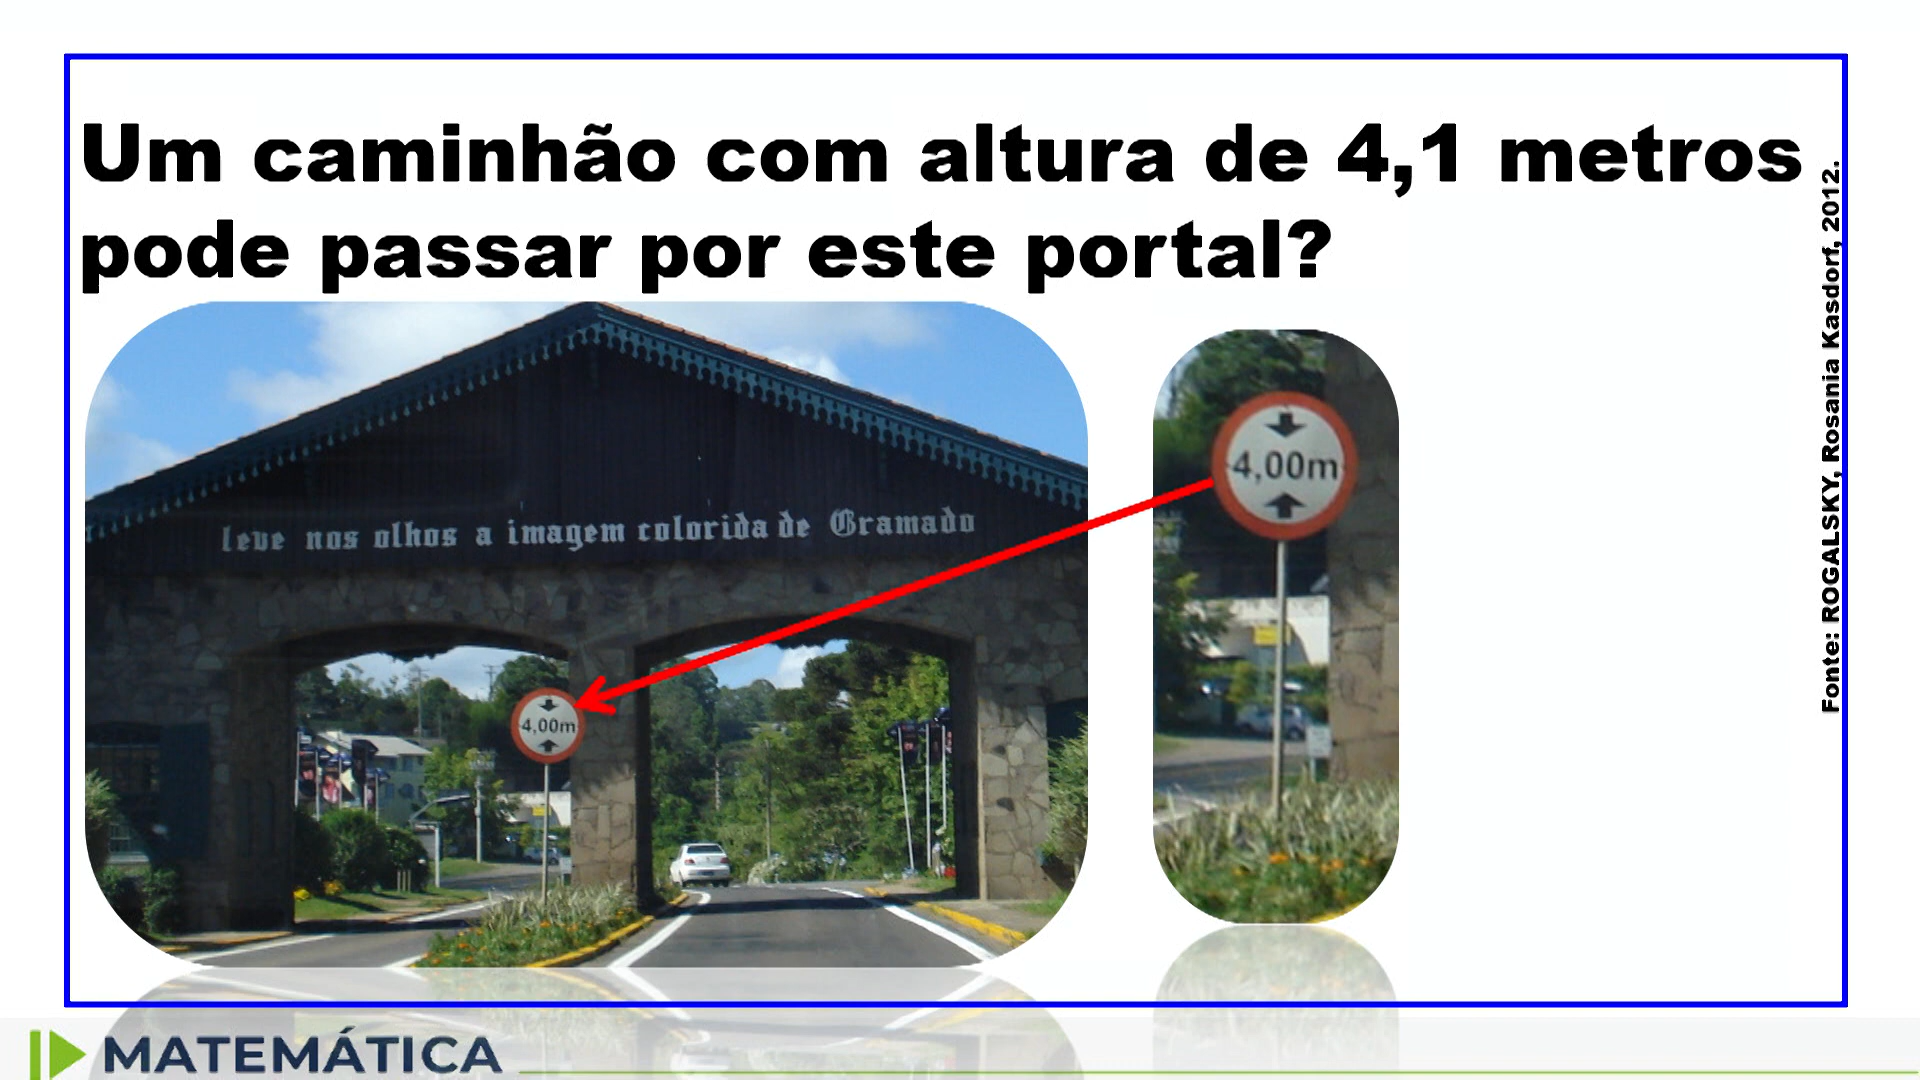 Um caminhão com altura de 4,1 metros
pode passar por este portal?
leve nos olhos a imagem colorida de Gramado
4,00m
4,00m
Fonte: ROGALSKY, Rosania Kasdorf, 2012.
MATEMÁTICA